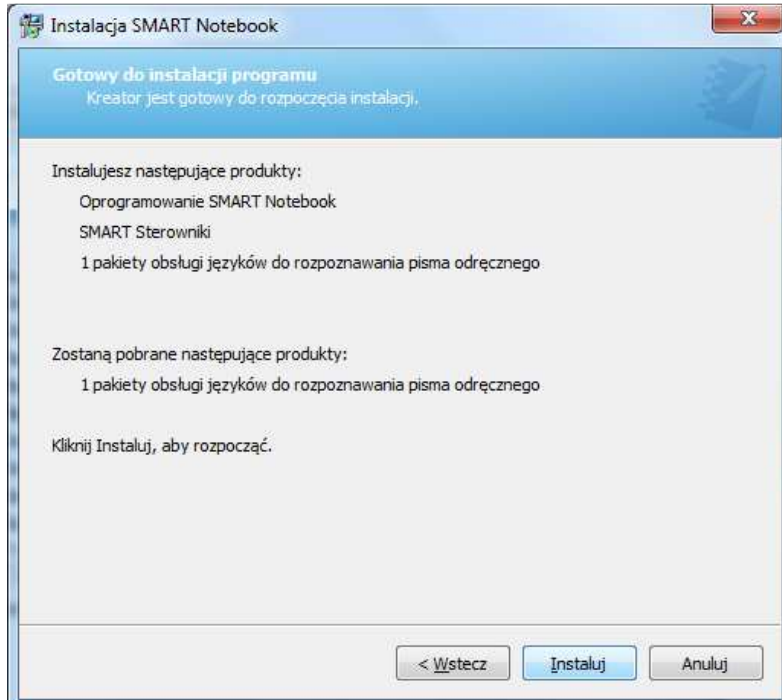 Instalacja SMART Notebook
Gotowy do instalacji programu
Kreator jest gotowy do rozpoczęcia instalacji.
Instalujesz następujące produkty:
Oprogramowanie SMART Notebook
SMART Sterowniki
1 pakiety obsługi języków do rozpoznawania pisma odręcznego
Zostaną pobrane następujące produkty:
1 pakiety obsługi języków do rozpoznawania pisma odręcznego
Kliknij Instaluj, aby rozpocząć.
< Wstecz Instaluj Anuluj